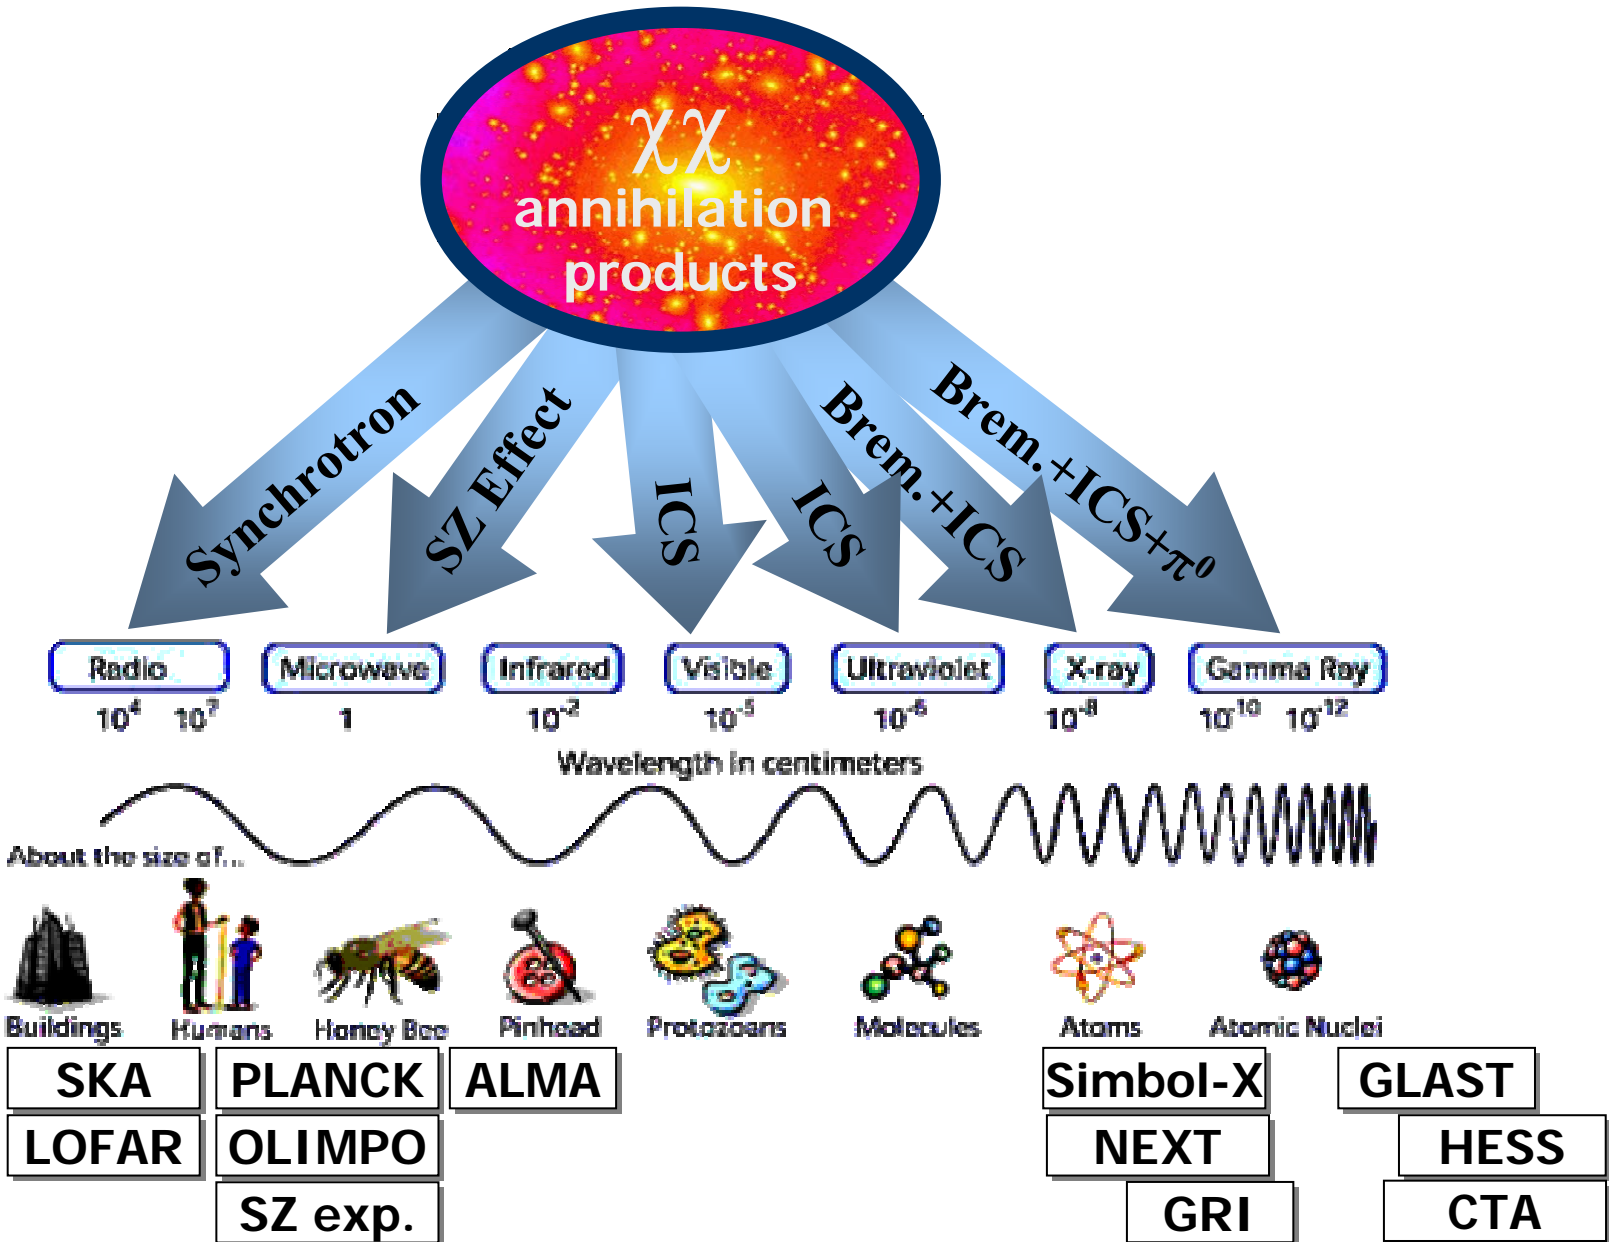 χχ
annihilation
products
Synchrotron
SZ Effect
ICS
ICS
Brem.+ICS
Brem.+ICS+π⁰
Radio Microwave Infrared Visible Ultraviolet X-ray Gamma Ray
10⁴ 10⁷ 1 10⁻² 10⁻⁵ 10⁻⁶ 10⁻⁸ 10⁻¹⁰ 10⁻¹²
Wavelength in centimeters
About the size of...
Buildings Humans Honey Bee Pinhead Protozoans Molecules Atoms Atomic Nuclei
SKA PLANCK ALMA Simbol-X GLAST
LOFAR OLIMPO NEXT HESS
SZ exp. GRI CTA